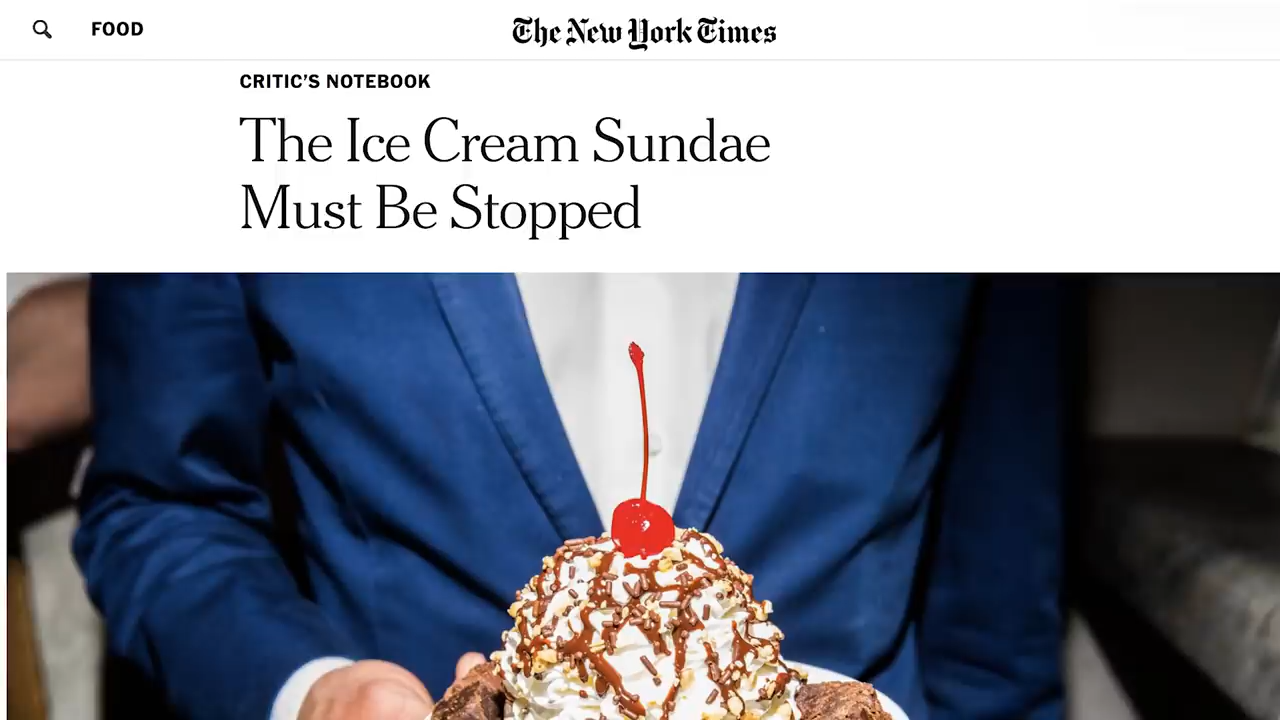 FOOD
The New York Times
CRITIC’S NOTEBOOK
The Ice Cream Sundae
Must Be Stopped